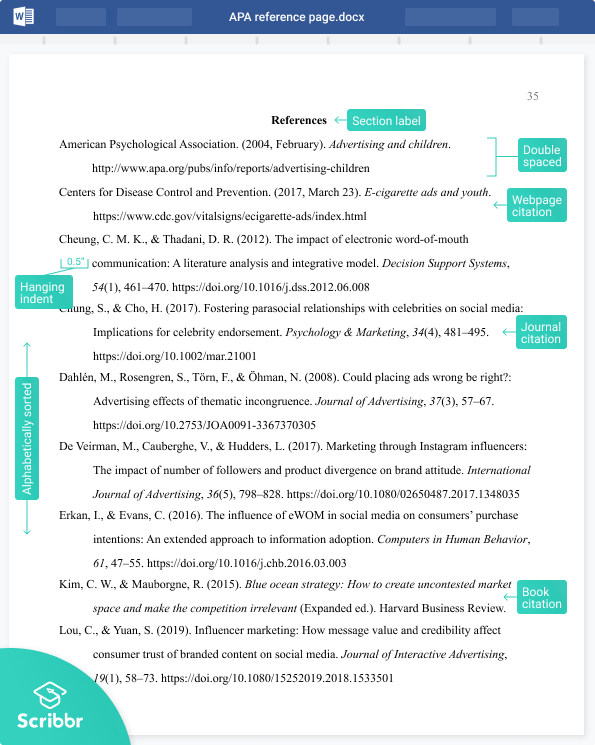 W
APA reference page.docx
35
References
Section label
American Psychological Association. (2004, February). Advertising and children.
http://www.apa.org/pubs/info/reports/advertising-children
Double
spaced
Centers for Disease Control and Prevention. (2017, March 23). E-cigarette ads and youth.
https://www.cdc.gov/vitalsigns/ecigarette-ads/index.html
Webpage
citation
Cheung, C. M. K., & Thadani, D. R. (2012). The impact of electronic word-of-mouth
0.5"
communication: A literature analysis and integrative model. Decision Support Systems,
54(1), 461–470. https://doi.org/10.1016/j.dss.2012.06.008
Hanging
indent
Chung, S., & Cho, H. (2017). Fostering parasocial relationships with celebrities on social media:
Implications for celebrity endorsement. Psychology & Marketing, 34(4), 481–495.
https://doi.org/10.1002/mar.21001
Journal
citation
Dahlén, M., Rosengren, S., Törn, F., & Öhman, N. (2008). Could placing ads wrong be right?:
Advertising effects of thematic incongruence. Journal of Advertising, 37(3), 57–67.
https://doi.org/10.2753/JOA0091-3367370305
Alphabetically sorted
De Veirman, M., Cauberghe, V., & Hudders, L. (2017). Marketing through Instagram influencers:
The impact of number of followers and product divergence on brand attitude. International
Journal of Advertising, 36(5), 798–828. https://doi.org/10.1080/02650487.2017.1348035
Erkan, I., & Evans, C. (2016). The influence of eWOM in social media on consumers’ purchase
intentions: An extended approach to information adoption. Computers in Human Behavior,
61, 47–55. https://doi.org/10.1016/j.chb.2016.03.003
Kim, C. W., & Mauborgne, R. (2015). Blue ocean strategy: How to create uncontested market
space and make the competition irrelevant (Expanded ed.). Harvard Business Review.
Book
citation
Lou, C., & Yuan, S. (2019). Influencer marketing: How message value and credibility affect
consumer trust of branded content on social media. Journal of Interactive Advertising,
19(1), 58–73. https://doi.org/10.1080/15252019.2018.1533501
Scribbr